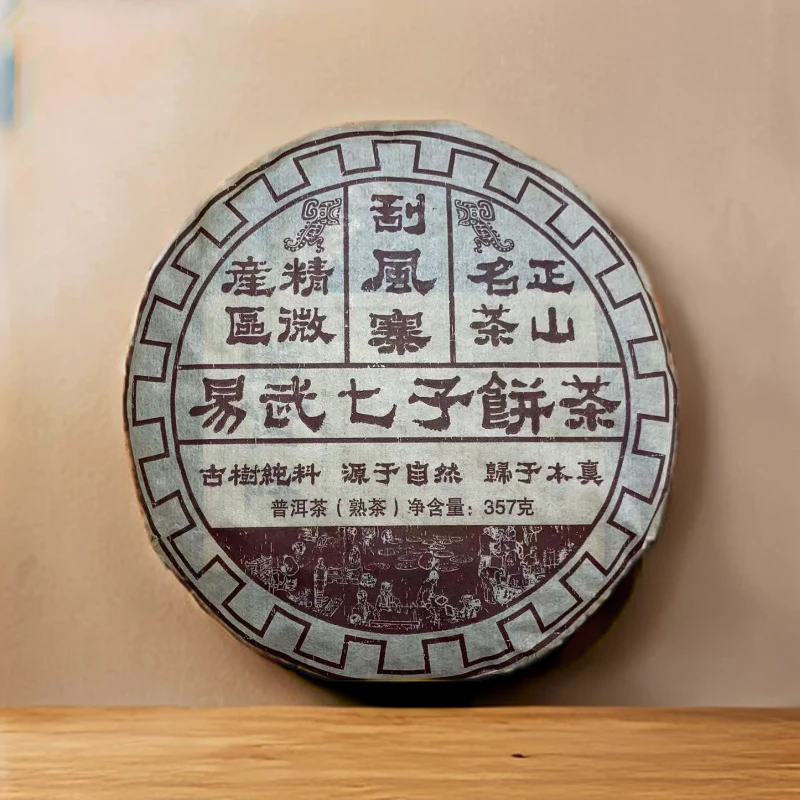 正山
名茶
刮風寨
精微
産區
易武七子餅茶
古樹純料 源于自然 歸于本真
普洱茶（熟茶）净含量：357克